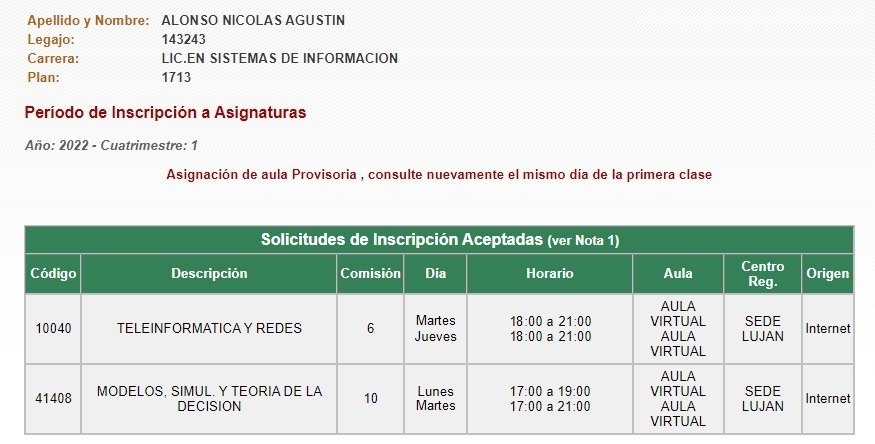 Apellido y Nombre: ALONSO NICOLAS AGUSTIN
Legajo: 143243
Carrera: LIC.EN SISTEMAS DE INFORMACION
Plan: 1713
Período de Inscripción a Asignaturas
Año: 2022 - Cuatrimestre: 1
Asignación de aula Provisoria , consulte nuevamente el mismo día de la primera clase
Solicitudes de Inscripción Aceptadas (ver Nota 1)
Código Descripción Comisión Día Horario Aula Centro Reg. Origen
10040 TELEINFORMATICA Y REDES 6 Martes 18:00 a 21:00 AULA VIRTUAL SEDE LUJAN Internet
Jueves 18:00 a 21:00 AULA VIRTUAL
41408 MODELOS, SIMUL. Y TEORIA DE LA DECISION 10 Lunes 17:00 a 19:00 AULA VIRTUAL SEDE LUJAN Internet
Martes 17:00 a 21:00 AULA VIRTUAL